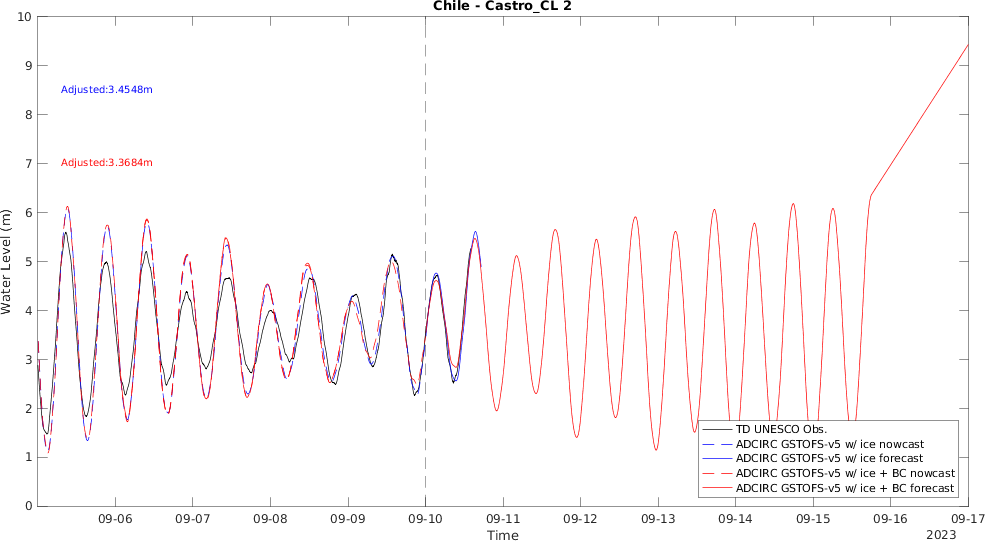 Chile - Castro_CL 2
10
9
8
7
6
5
4
3
2
1
0
Water Level (m)
Adjusted:3.4548m
Adjusted:3.3684m
TD UNESCO Obs.
ADCIRC GSTOFS-v5 w/ ice nowcast
ADCIRC GSTOFS-v5 w/ ice forecast
ADCIRC GSTOFS-v5 w/ ice + BC nowcast
ADCIRC GSTOFS-v5 w/ ice + BC forecast
09-06 09-07 09-08 09-09 09-10 09-11 09-12 09-13 09-14 09-15 09-16 09-17
Time
2023